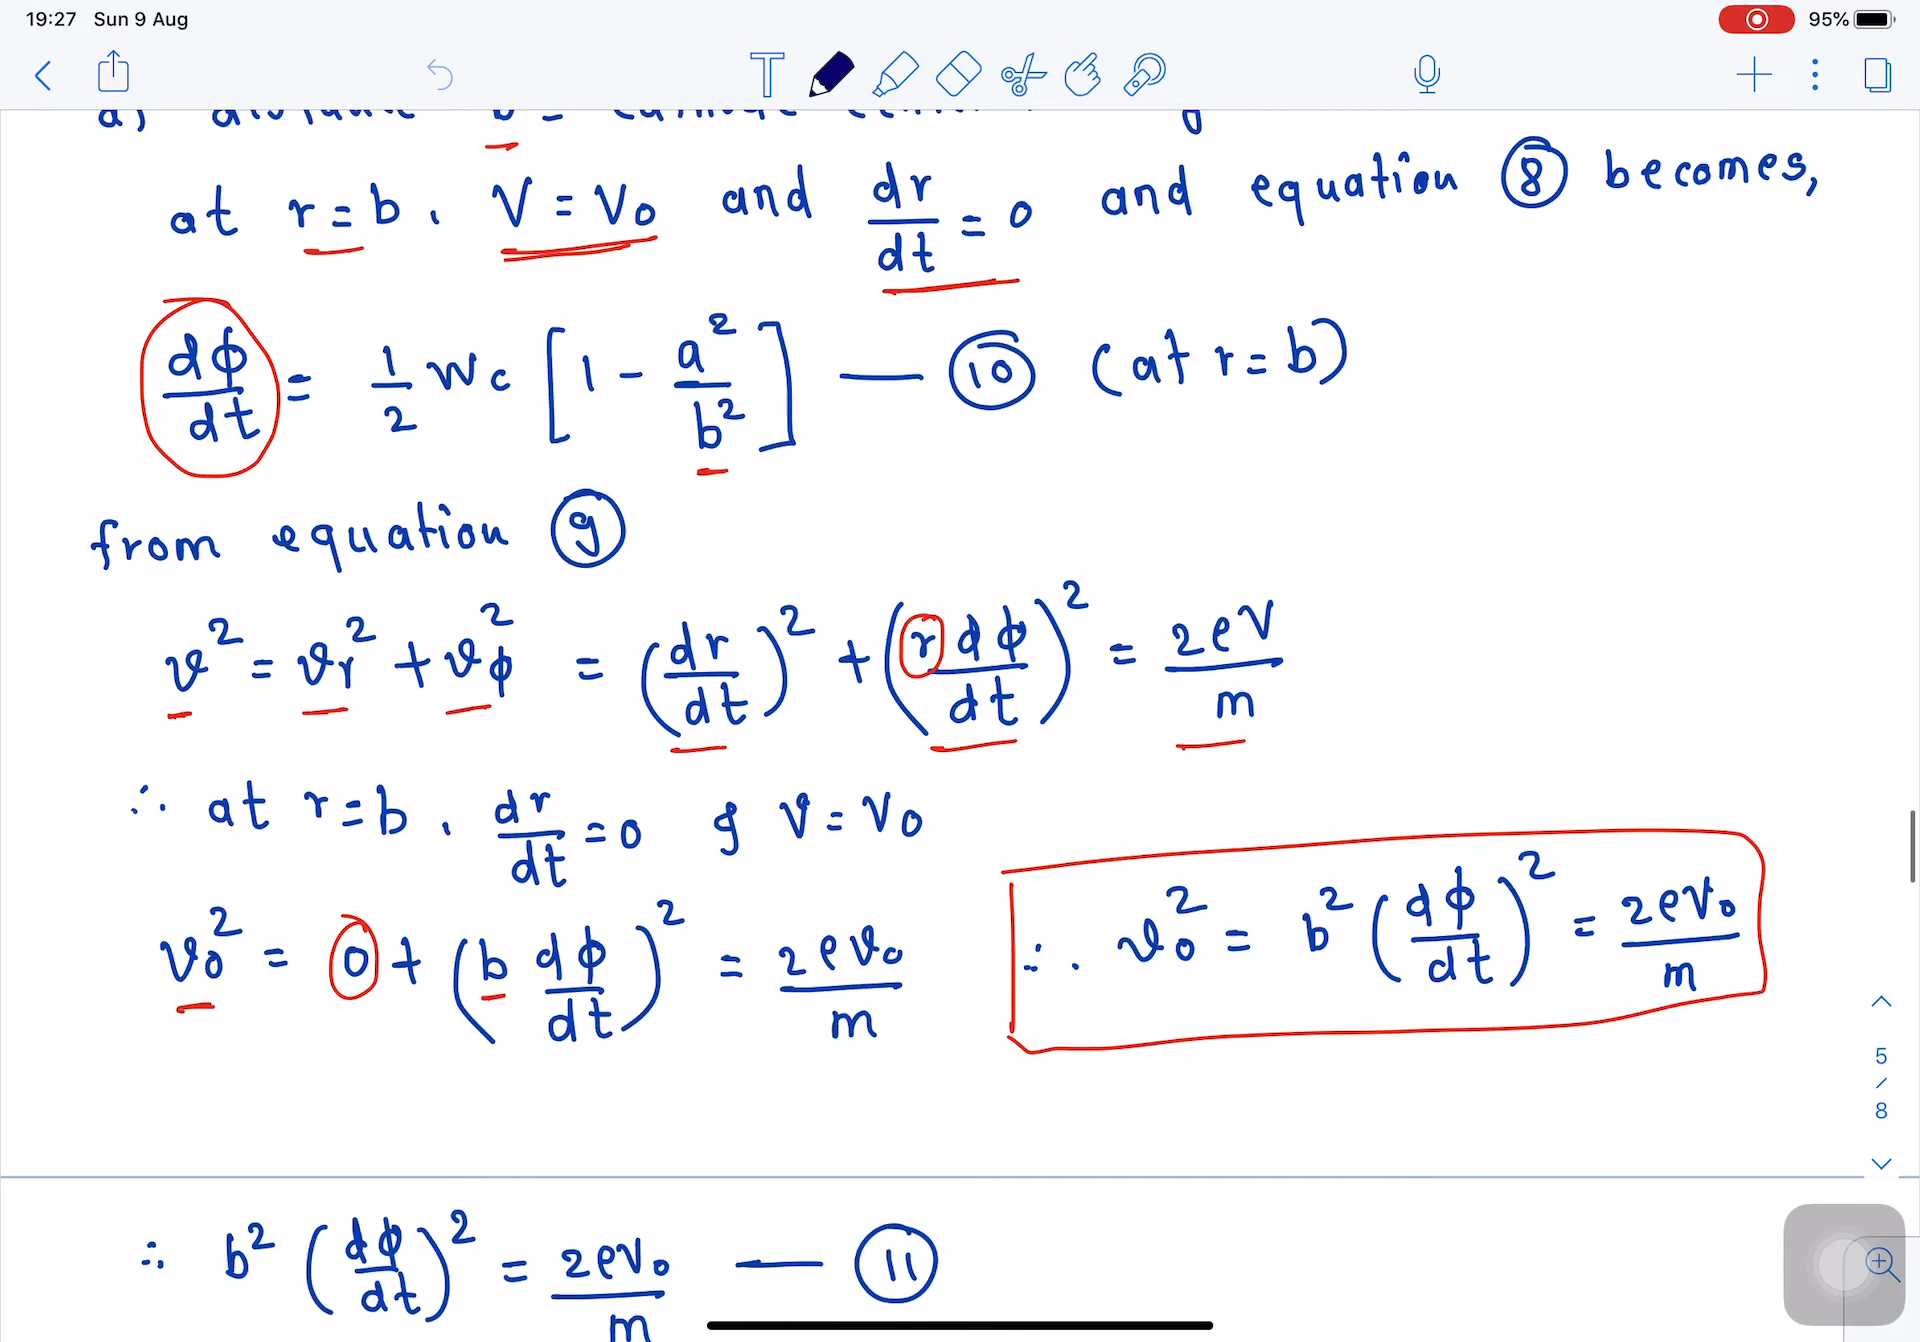 19:27 Sun 9 Aug
95%
at r = b, V = V₀ and dr/dt = 0 and equation (8) becomes,
dϕ/dt = 1/2 Wc [1 - a²/b²] — (10) (at r = b)
from equation (9)
v² = vr² + vϕ² = (dr/dt)² + (r dϕ/dt)² = 2eV/m
∴ at r = b, dr/dt = 0 & V = V₀
v₀² = 0 + (b dϕ/dt)² = 2eV₀/m
∴ v₀² = b² (dϕ/dt)² = 2eV₀/m
5
/
8
∴ b² (dϕ/dt)² = 2eV₀/m — (11)